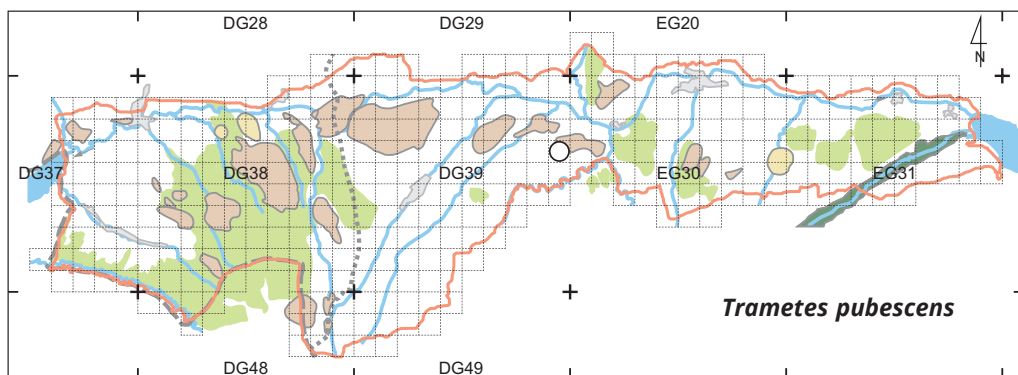 DG28 DG29 EG20
N
DG37 DG38 DG39 EG30 EG31
Trametes pubescens
DG48 DG49